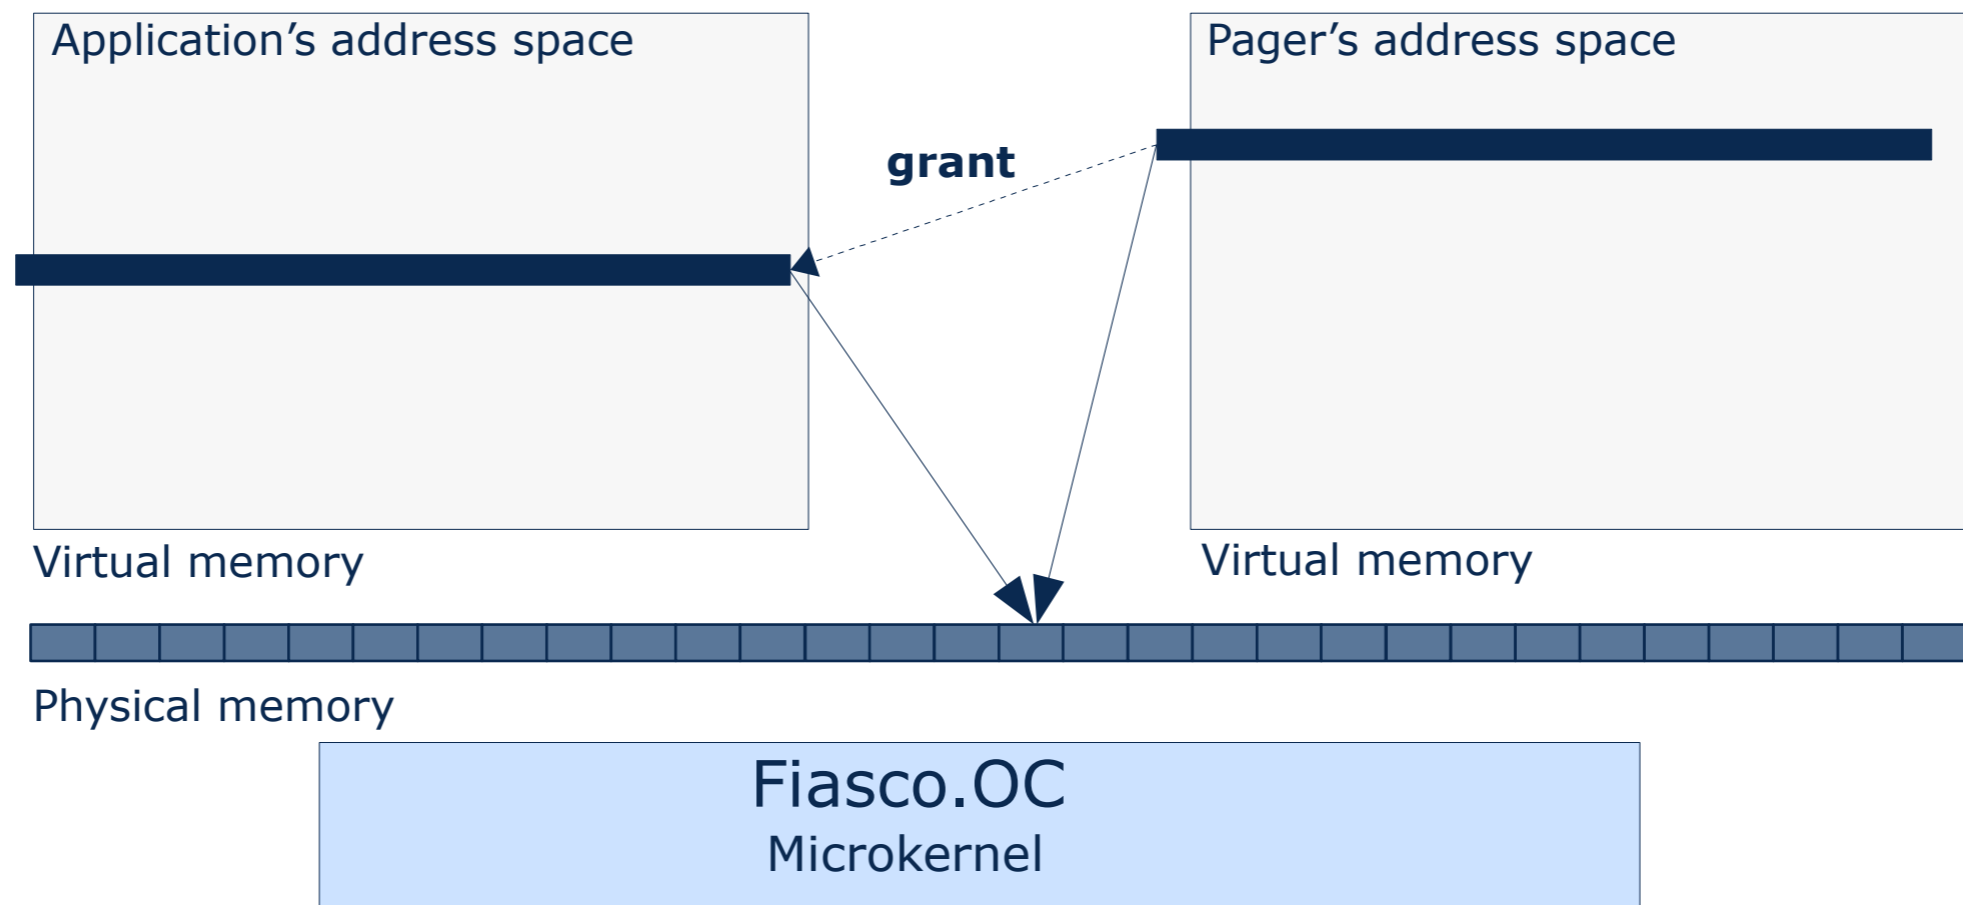 Application’s address space
Pager’s address space
grant
Virtual memory
Virtual memory
Physical memory
Fiasco.OC
Microkernel